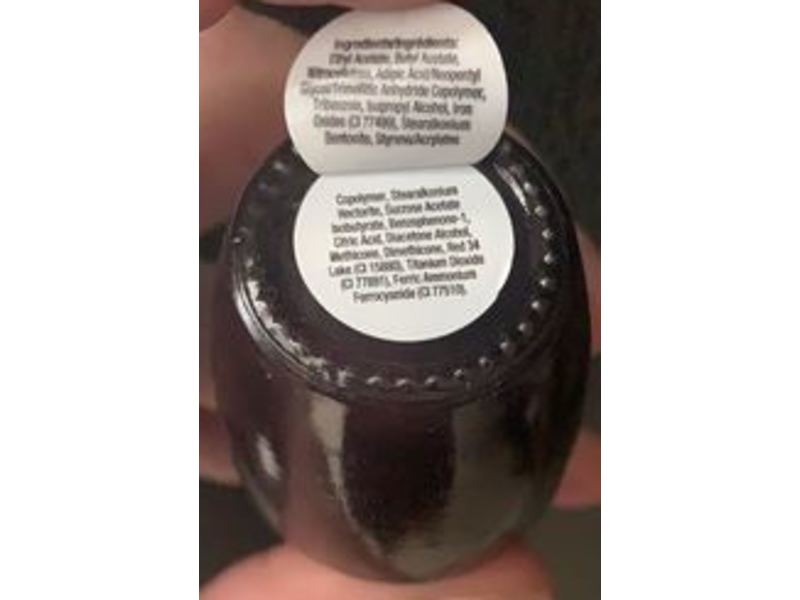 Ingredients/Ingrédients:
Ethyl Acetate, Butyl Acetate,
Nitrocellulose, Adipic Acid/Neopentyl
Glycol/Trimellitic Anhydride Copolymer,
Tribenzoin, Isopropyl Alcohol, Iron
Oxides (CI 77499), Stearalkonium
Bentonite, Styrene/Acrylates
Copolymer, Stearalkonium
Hectorite, Sucrose Acetate
Isobutyrate, Benzophenone-1,
Citric Acid, Diacetone Alcohol,
Methicone, Dimethicone, Red 34
Lake (CI 15880), Titanium Dioxide
(CI 77891), Ferric Ammonium
Ferrocyanide (CI 77510).